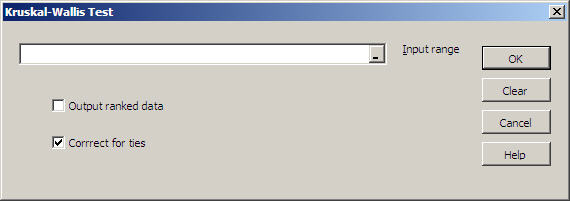 Kruskal-Wallis Test
Input range
OK
Output ranked data
Clear
Corrrect for ties
Cancel
Help